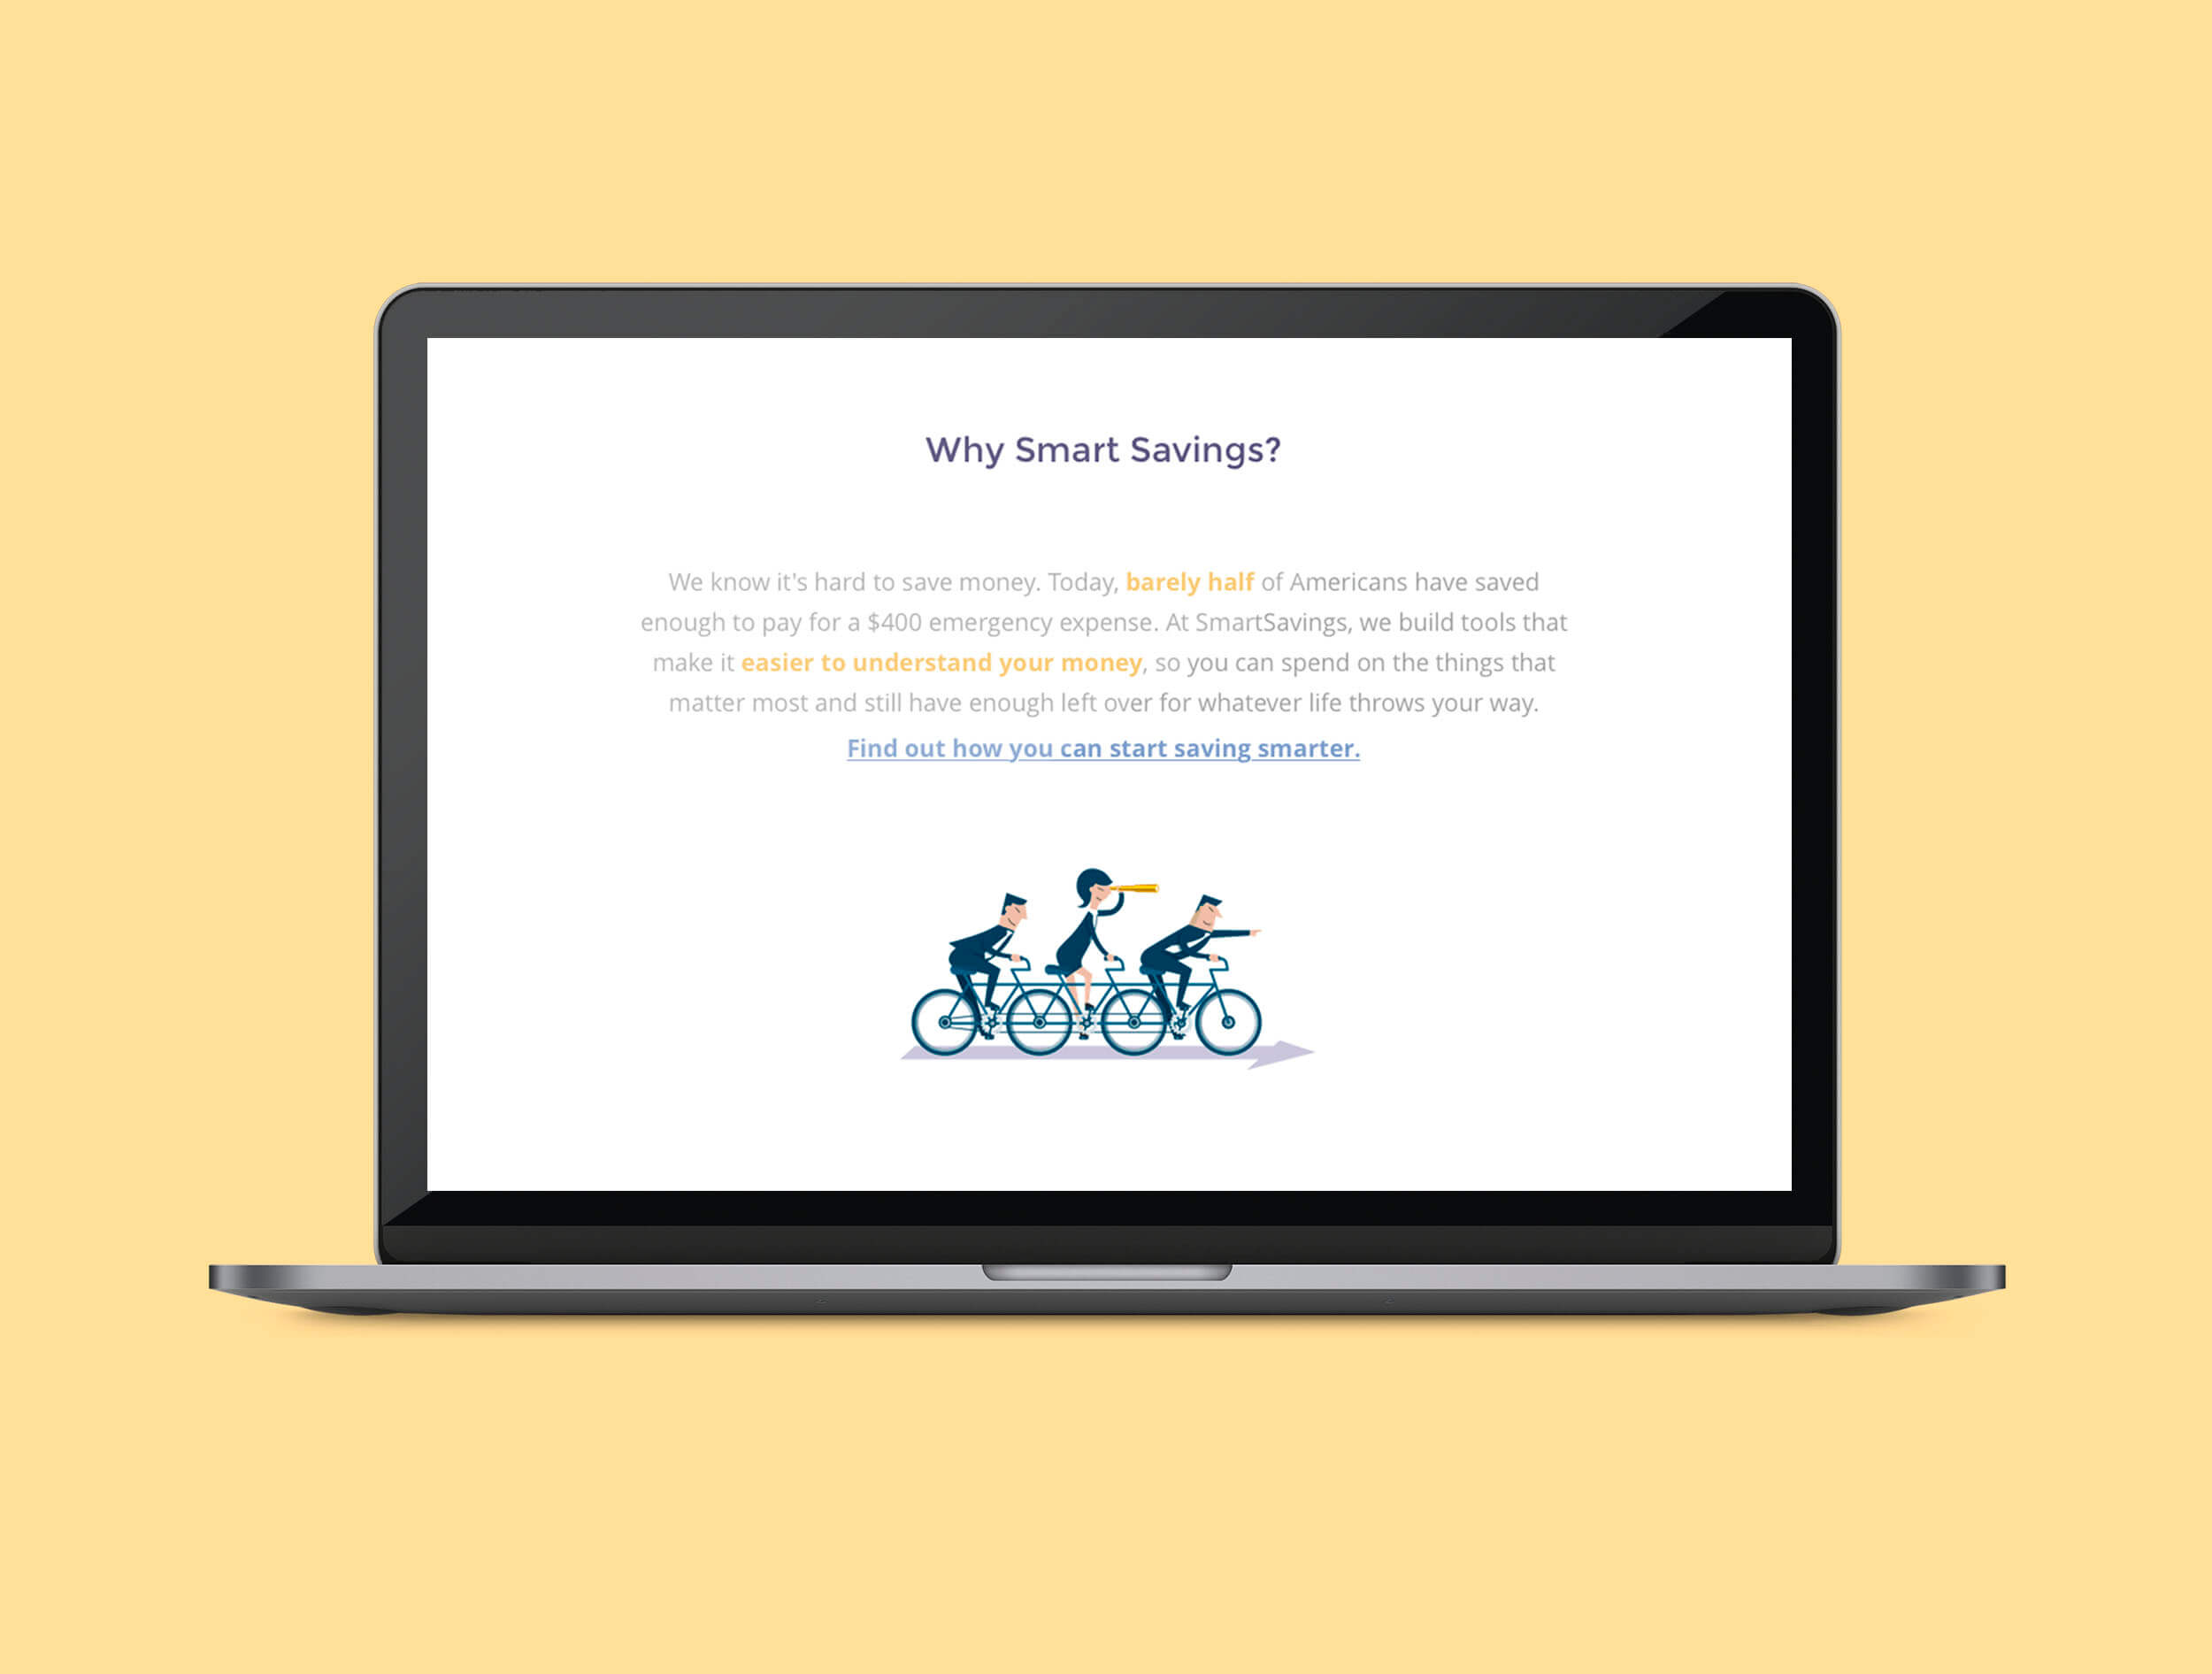 Why Smart Savings?
We know it's hard to save money. Today, barely half of Americans have saved
enough to pay for a $400 emergency expense. At SmartSavings, we build tools that
make it easier to understand your money, so you can spend on the things that
matter most and still have enough left over for whatever life throws your way.
Find out how you can start saving smarter.